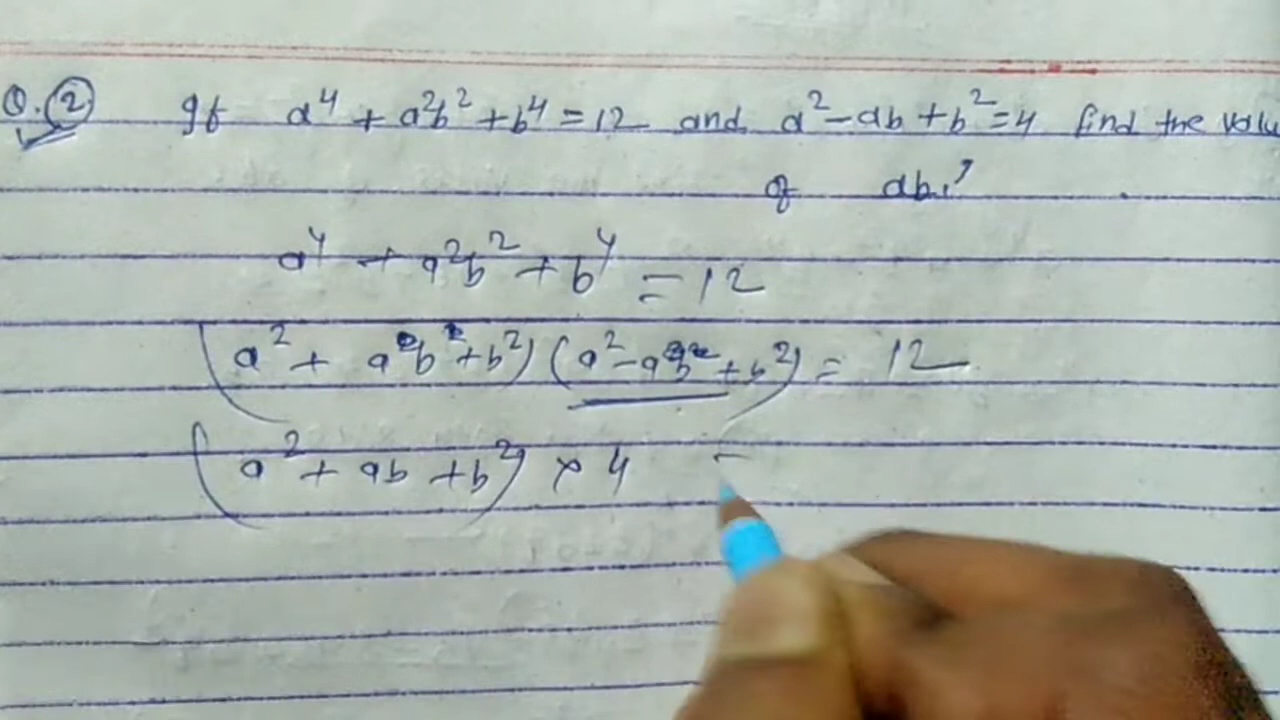 Q.② If a⁴ + a²b² + b⁴ = 12 and a² - ab + b² = 4 find the valu
of ab?
a⁴ + a²b² + b⁴ = 12
(a² + ab + b²) (a² - ab + b²) = 12
(a² + ab + b²) × 4 =